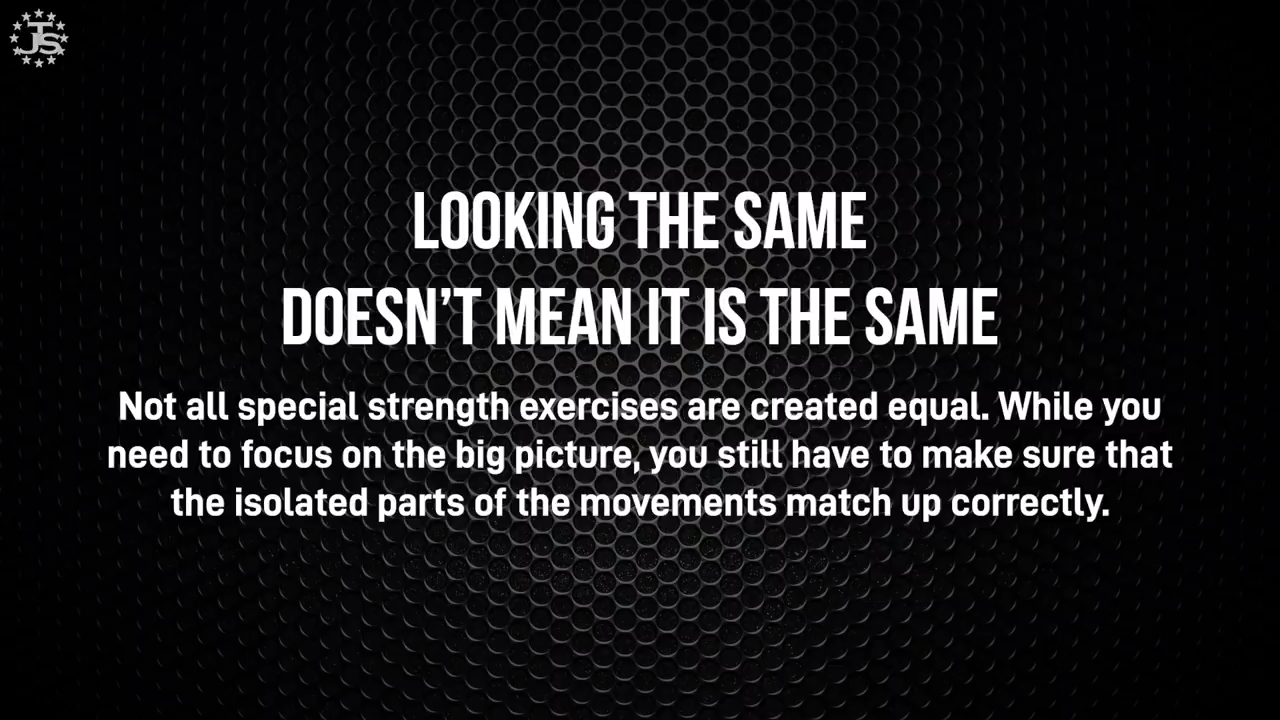 JTS
LOOKING THE SAME
DOESN'T MEAN IT IS THE SAME
Not all special strength exercises are created equal. While you
need to focus on the big picture, you still have to make sure that
the isolated parts of the movements match up correctly.